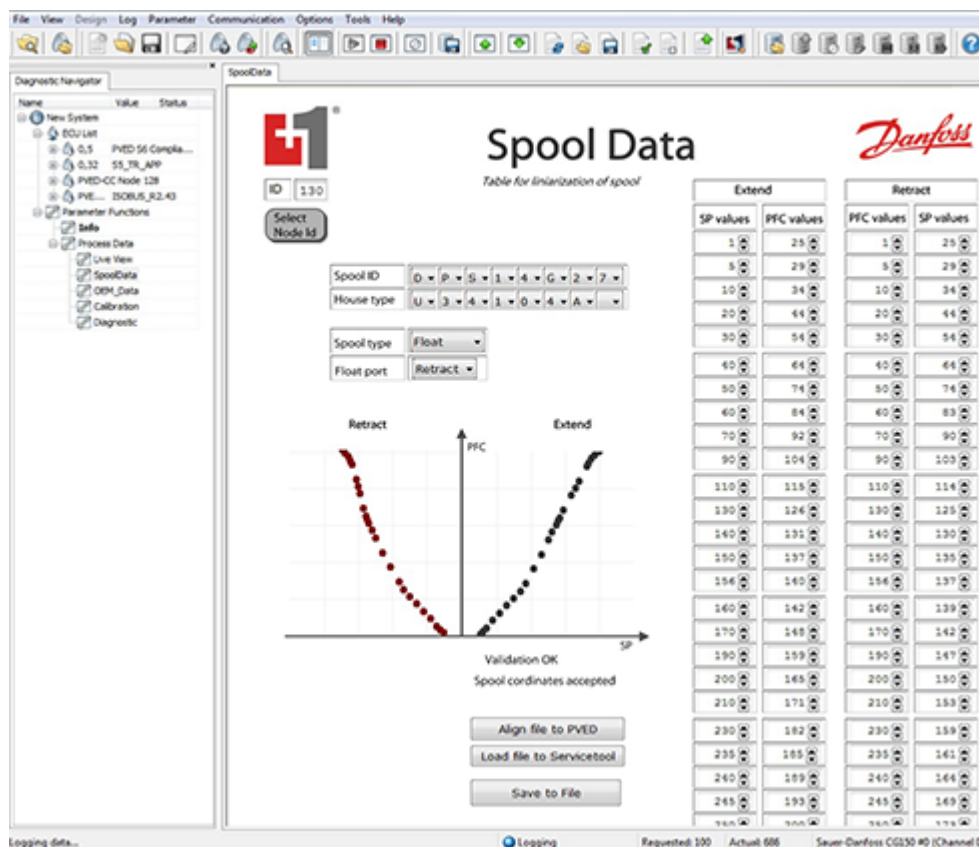 File View Design Log Parameter Communication Options Tools Help
Diagnostic Navigator
Name Value Status
New System
ECU List
0,5 PVED S6 Complia....
0,32 S5_TR_APP
PVED-CC Node 128
PVE.... ISOBUS_R2.43
Parameter Functions
Info
Process Data
Live View
SpoolData
OEM_Data
Calibration
Diagnostic
SpoolData
+1 ®
Spool Data
Danfoss
Table for liniarization of spool
ID 130
Select
Node Id
Spool ID D P S 1 4 G 2 7
House type U 3 4 1 0 4 A
Spool type Float
Float port Retract
Retract Extend
PFC
SP
Validation OK
Spool cordinates accepted
Align file to PVED
Load file to Servicetool
Save to File
Extend Retract
SP values PFC values PFC values SP values
1 25 1 25
5 29 5 29
10 34 10 34
20 44 20 44
30 54 30 54
40 64 40 64
50 74 50 74
60 84 60 83
70 92 70 90
90 104 90 103
110 115 110 114
130 126 130 125
140 131 140 130
150 137 150 135
156 140 156 137
160 142 160 139
170 148 170 142
190 159 190 147
200 165 200 150
210 171 210 153
230 182 230 159
235 185 235 161
240 189 240 164
245 193 245 169
Logging data... Logging Requested: 100 Actual: 686 Sauer-Danfoss CG150 #0 (Channel